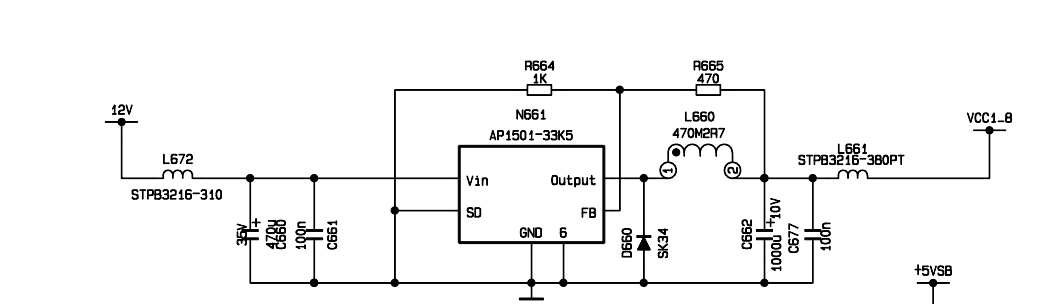 R664
1K
R665
470
12V
N661
AP1501-33K5
L660
470M2R7
VCC1_8
L672
STPB3216-310
L661
STPB3216-380PT
Vin
Output
SD
FB
GND 6
1
2
35V
+
470u
C660
100n
C661
D660
SK34
C662
+
10V
1000u
C677
100n
+5VSB